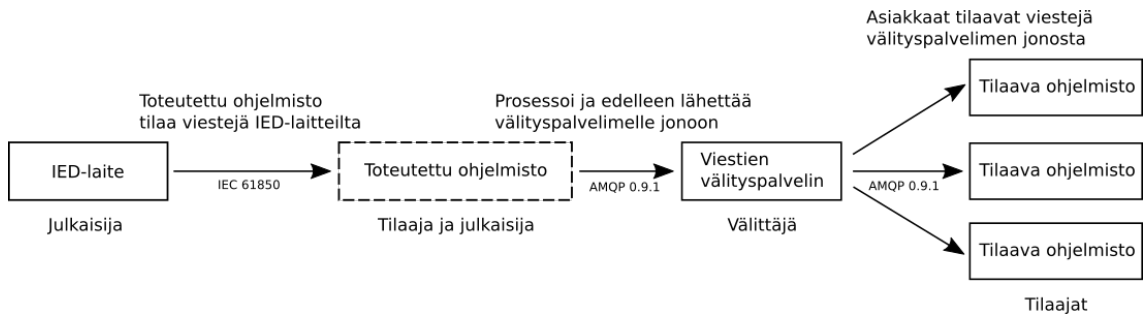 Asiakkaat tilaavat viestejä
välityspalvelimen jonosta
Toteutettu ohjelmisto
tilaa viestejä IED-laitteilta
Prosessoi ja edelleen lähettää
välityspalvelimelle jonoon
IED-laite
IEC 61850
Toteutettu ohjelmisto
AMQP 0.9.1
Viestien
välityspalvelin
AMQP 0.9.1
Tilaava ohjelmisto
Tilaava ohjelmisto
Tilaava ohjelmisto
Julkaisija
Tilaaja ja julkaisija
Välittäjä
Tilaajat